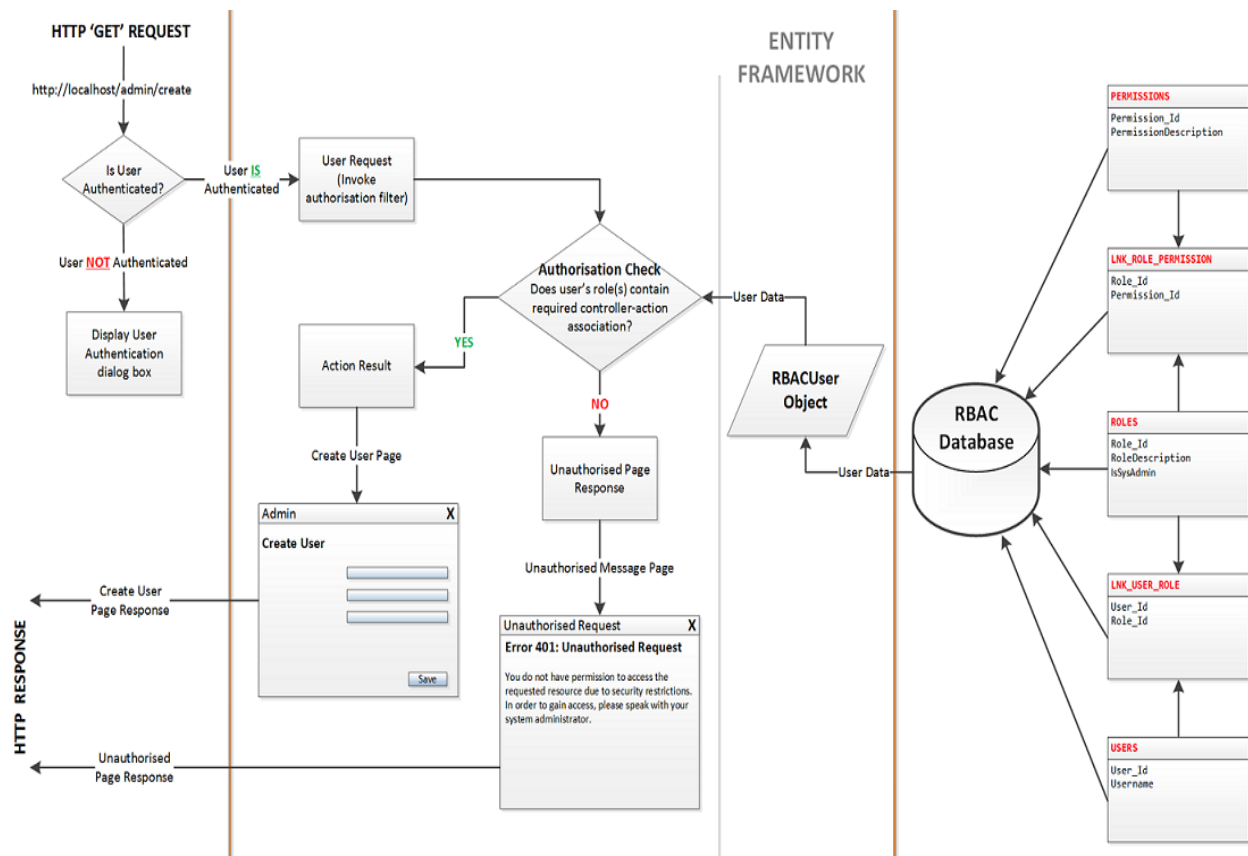 HTTP ‘GET’ REQUEST
http://localhost/admin/create
Is User
Authenticated?
User IS
Authenticated
User NOT Authenticated
Display User
Authentication
dialog box
User Request
(Invoke
authorisation filter)
Authorisation Check
Does user's role(s) contain
required controller-action
association?
YES
NO
Action Result
Create User Page
Admin X
Create User
Save
Create User
Page Response
Unauthorised Page
Response
Unauthorised Message Page
Unauthorised Request X
Error 401: Unauthorised Request
You do not have permission to access the
requested resource due to security restrictions.
In order to gain access, please speak with your
system administrator.
Unauthorised
Page Response
HTTP RESPONSE
ENTITY
FRAMEWORK
User Data
RBACUser
Object
User Data
RBAC
Database
PERMISSIONS
Permission_Id
PermissionDescription
LNK_ROLE_PERMISSION
Role_Id
Permission_Id
ROLES
Role_Id
RoleDescription
IsSysAdmin
LNK_USER_ROLE
User_Id
Role_Id
USERS
User_Id
Username